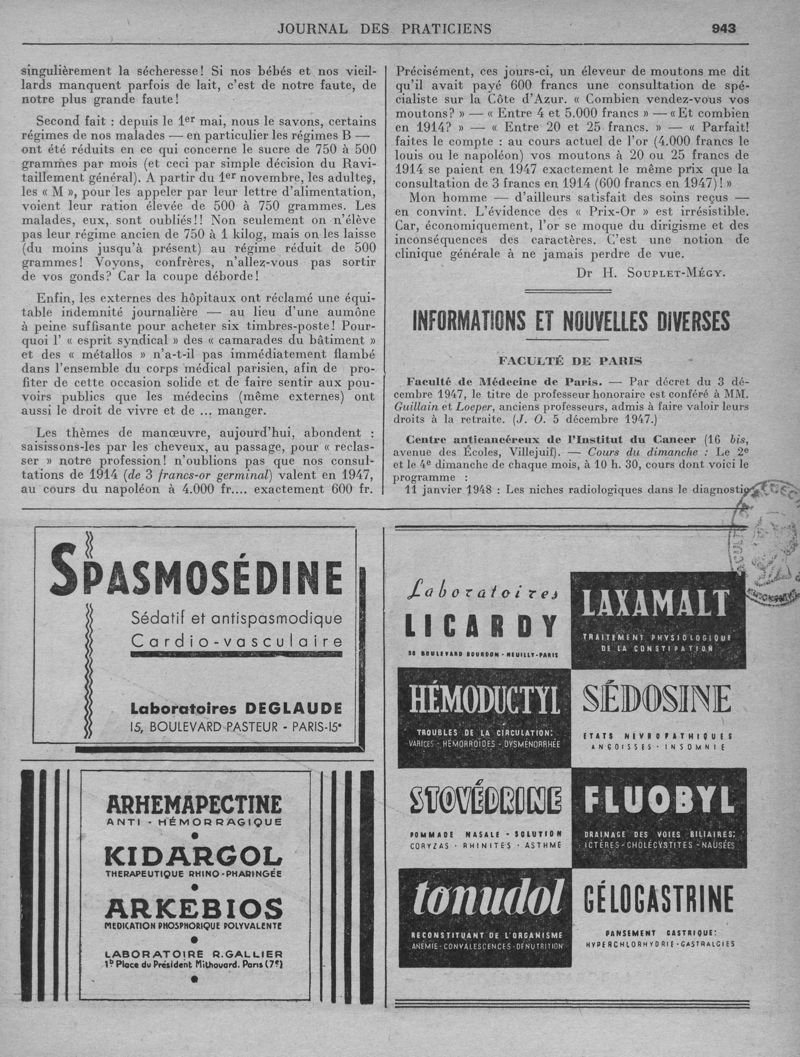 JOURNAL DES PRATICIENS
943
singulièrement la sécheresse! Si nos bébés et nos vieil-
lards manquent parfois de lait, c'est de notre faute, de
notre plus grande faute!
Second fait : depuis le 1er mai, nous le savons, certains
régimes de nos malades — en particulier les régimes B —
ont été réduits en ce qui concerne le sucre de 750 à 500
grammes par mois (et ceci par simple décision du Ravi-
taillement général). A partir du 1er novembre, les adultes,
les « M », pour les appeler par leur lettre d'alimentation,
voient leur ration élevée de 500 à 750 grammes. Les
malades, eux, sont oubliés!! Non seulement on n'élève
pas leur régime ancien de 750 à 1 kilog, mais on les laisse
(du moins jusqu'à présent) au régime réduit de 500
grammes! Voyons, confrères, n'allez-vous pas sortir
de vos gonds? Car la coupe déborde!
Enfin, les externes des hôpitaux ont réclamé une équi-
table indemnité journalière — au lieu d'une aumône
à peine suffisante pour acheter six timbres-poste! Pour-
quoi l' « esprit syndical » des « camarades du bâtiment »
et des « métallos » n'a-t-il pas immédiatement flambé
dans l'ensemble du corps médical parisien, afin de pro-
fiter de cette occasion solide et de faire sentir aux pou-
voirs publics que les médecins (même externes) ont
aussi le droit de vivre et de ... manger.
Les thèmes de manœuvre, aujourd'hui, abondent :
saisissons-les par les cheveux, au passage, pour « reclas-
ser » notre profession! n'oublions pas que nos consul-
tations de 1914 (de 3 francs-or germinal) valent en 1947,
au cours du napoléon à 4.000 fr.... exactement 600 fr.
Précisément, ces jours-ci, un éleveur de moutons me dit
qu'il avait payé 600 francs une consultation de spé-
cialiste sur la Côte d'Azur. « Combien vendez-vous vos
moutons? » — « Entre 4 et 5.000 francs » — « Et combien
en 1914? » — « Entre 20 et 25 francs. » — « Parfait!
faites le compte : au cours actuel de l'or (4.000 francs le
louis ou le napoléon) vos moutons à 20 ou 25 francs de
1914 se paient en 1947 exactement le même prix que la
consultation de 3 francs en 1914 (600 francs en 1947)! »
Mon homme — d'ailleurs satisfait des soins reçus —
en convint. L'évidence des « Prix-Or » est irrésistible.
Car, économiquement, l'or se moque du dirigisme et des
inconséquences des caractères. C'est une notion de
clinique générale à ne jamais perdre de vue.
Dr H. SOUPLET-MÉGY.
INFORMATIONS ET NOUVELLES DIVERSES
FACULTÉ DE PARIS
Faculté de Médecine de Paris. — Par décret du 3 dé-
cembre 1947, le titre de professeur honoraire est conféré à MM.
Guillain et Loeper, anciens professeurs, admis à faire valoir leurs
droits à la retraite. (J. O. 5 décembre 1947.)
Centre anticancéreux de l'Institut du Cancer (16 bis,
avenue des Écoles, Villejuif). — Cours du dimanche : Le 2e
et le 4e dimanche de chaque mois, à 10 h. 30, cours dont voici le
programme :
11 janvier 1948 : Les niches radiologiques dans le diagnostic
SPASMOSÉDINE
Sédatif et antispasmodique
Cardio-vasculaire
Laboratoires DEGLAUDE
15, BOULEVARD PASTEUR - PARIS-15e
ARHEMAPECTINE
ANTI-HÉMORRAGIQUE
KIDARGOL
THERAPEUTIQUE RHINO-PHARINGÉE
ARKEBIOS
MEDICATION PHOSPHORIQUE POLYVALENTE
LABORATOIRE R. GALLIER
1b Place du Président Mithouard. Paris (7e)
Laboratoires
LICARDY
38 BOULEVARD BOURDON - NEUILLY-PARIS
LAXAMALT
TRAITEMENT PHYSIOLOGIQUE
DE LA CONSTIPATION
HÉMODUCTYL
TROUBLES DE LA CIRCULATION:
VARICES - HÉMORROIDES - DYSMENORRHÉE
SÉDOSINE
ETATS NEVROPATHIQUES
ANGOISSES - INSOMNIE
STOVÉDRINE
POMMADE NASALE - SOLUTION
CORYZAS - RHINITES - ASTHME
FLUOBYL
DRAINAGE DES VOIES BILIAIRES:
ICTÈRES - CHOLÉCYSTITES - NAUSÉES
tonudol
RECONSTITUANT DE L'ORGANISME
ANÉMIE - CONVALESCENCES - DÉNUTRITION
GÉLOGASTRINE
PANSEMENT GASTRIQUE:
HYPERCHLORHYDRIE - GASTRALGIES